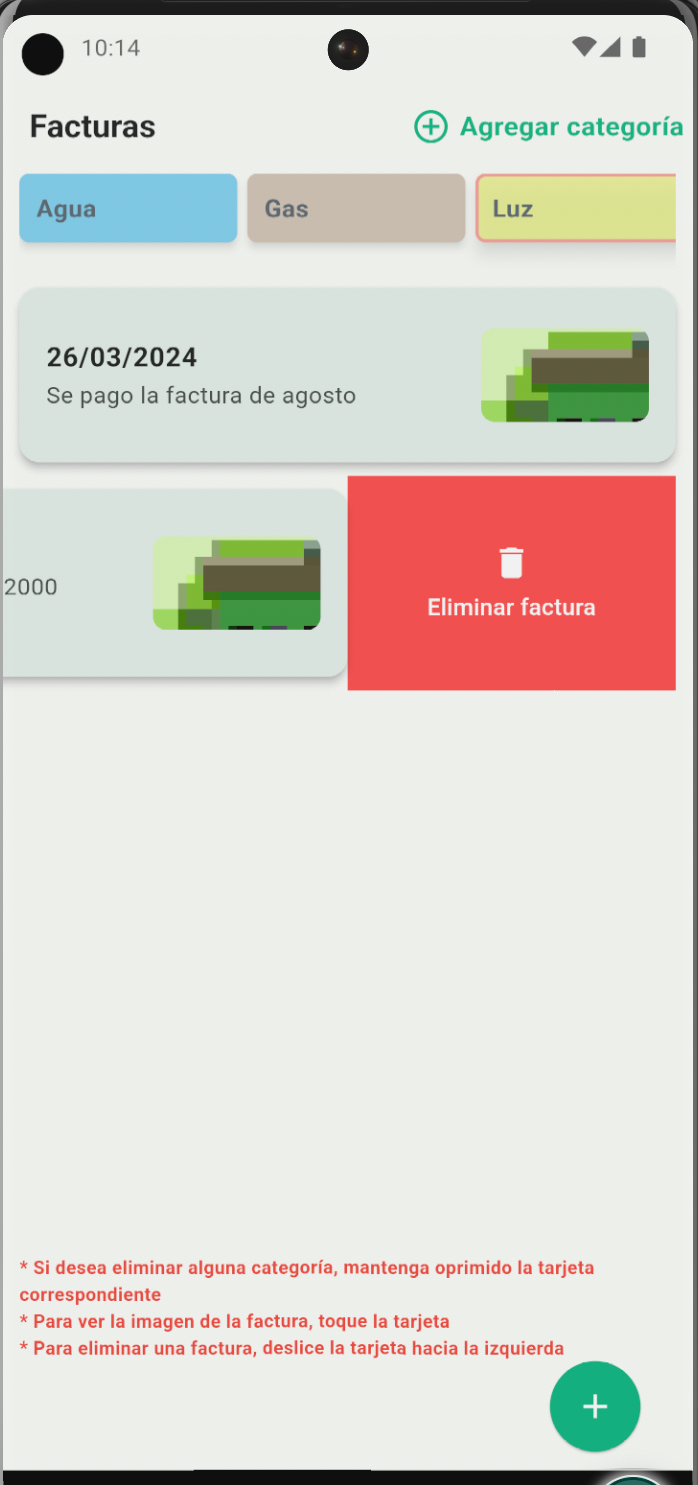 10:14
Facturas
Agregar categoría
Agua
Gas
Luz
26/03/2024
Se pago la factura de agosto
2000
Eliminar factura
* Si desea eliminar alguna categoría, mantenga oprimido la tarjeta
correspondiente
* Para ver la imagen de la factura, toque la tarjeta
* Para eliminar una factura, deslice la tarjeta hacia la izquierda